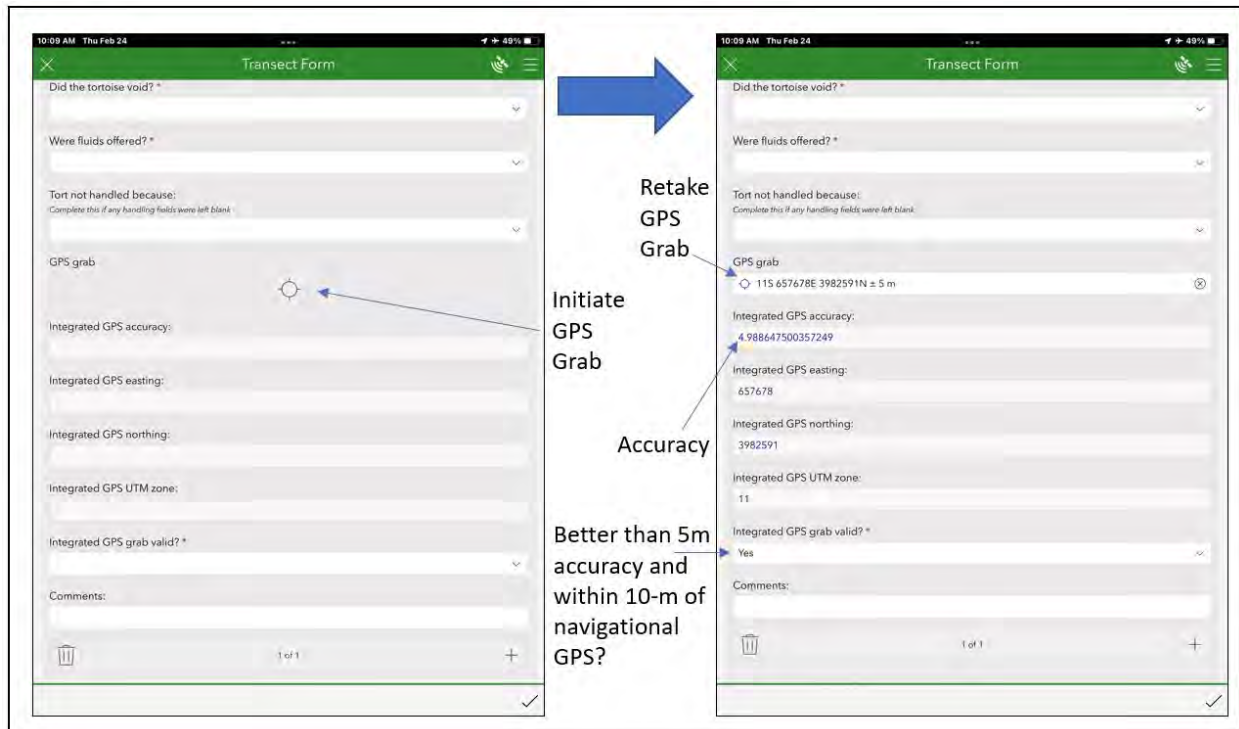 10:09 AM Thu Feb 24
49%
Transect Form
Did the tortoise void? *
Were fluids offered? *
Tort not handled because:
Complete this if any handling fields were left blank
GPS grab
Integrated GPS accuracy:
Integrated GPS easting:
Integrated GPS northing:
Integrated GPS UTM zone:
Integrated GPS grab valid? *
Comments:
1 of 1
Initiate
GPS
Grab
Retake
GPS
Grab
Accuracy
Better than 5m
accuracy and
within 10-m of
navigational
GPS?
10:09 AM Thu Feb 24
49%
Transect Form
Did the tortoise void? *
Were fluids offered? *
Tort not handled because:
Complete this if any handling fields were left blank
GPS grab
11S 657678E 3982591N ± 5 m
Integrated GPS accuracy:
4.988647500357249
Integrated GPS easting:
657678
Integrated GPS northing:
3982591
Integrated GPS UTM zone:
11
Integrated GPS grab valid? *
Yes
Comments:
1 of 1